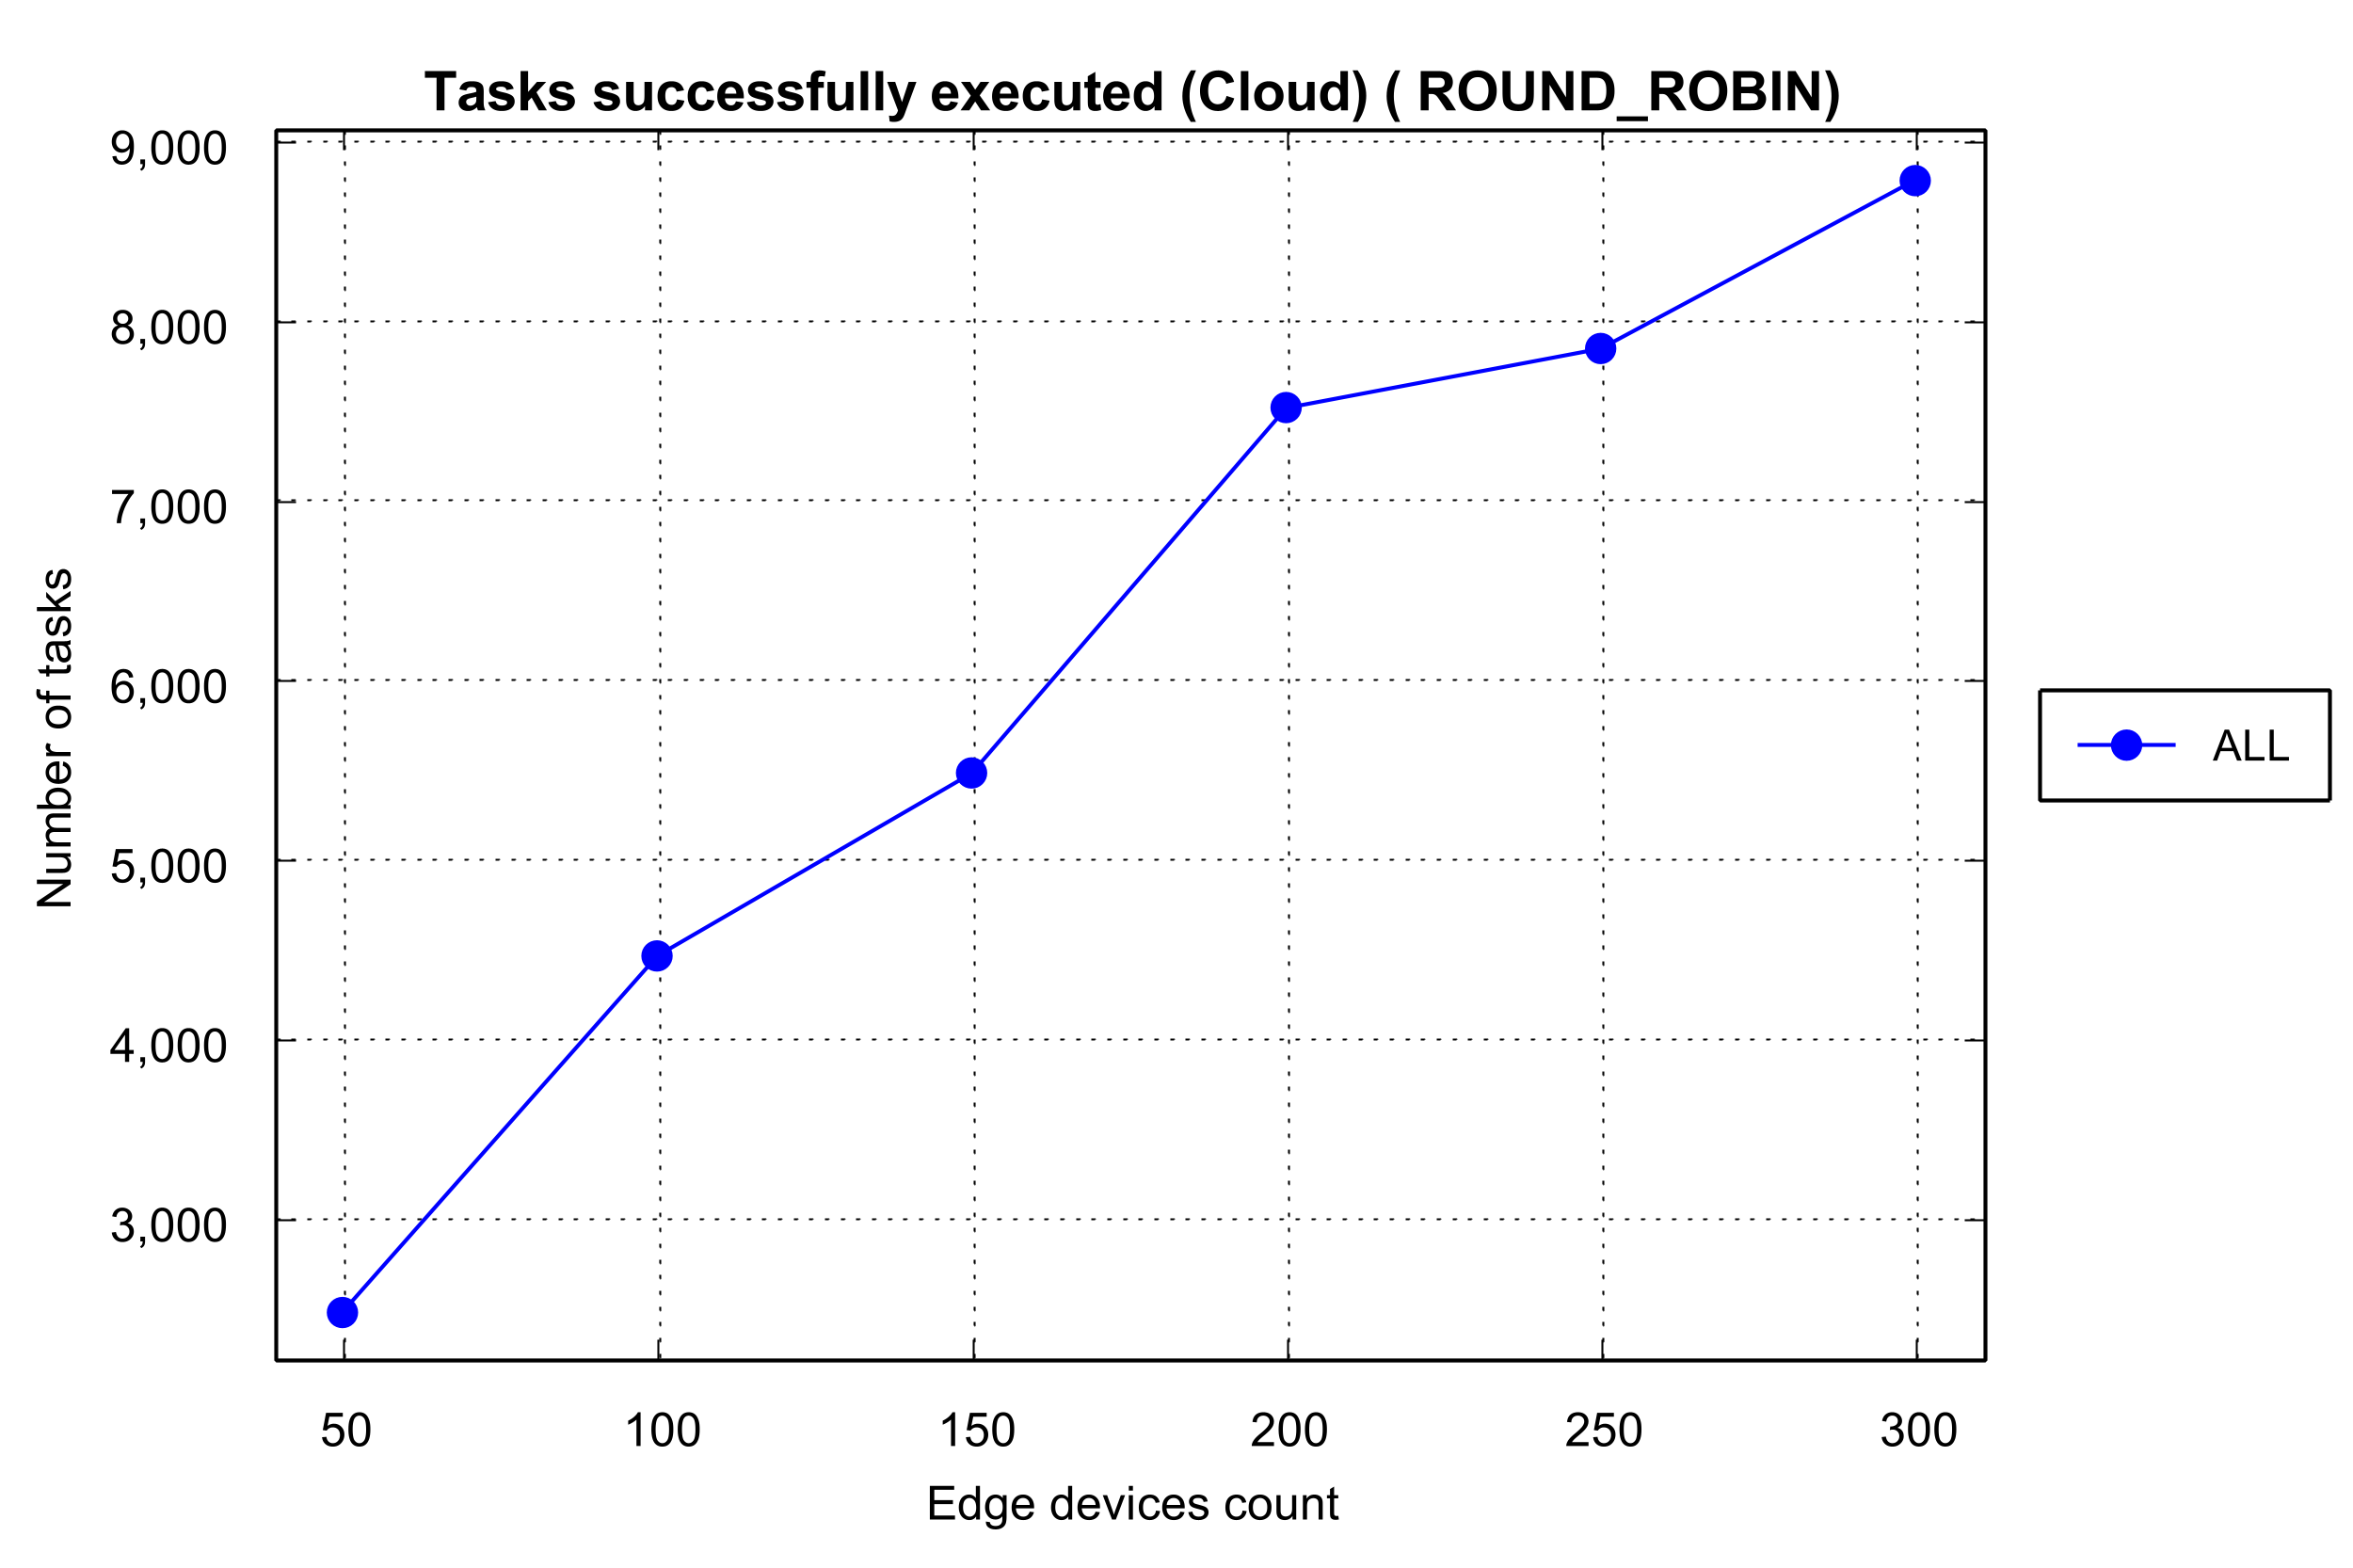 Tasks successfully executed (Cloud) ( ROUND_ROBIN)
9,000
8,000
7,000
6,000
5,000
4,000
3,000
Number of tasks
ALL
50 100 150 200 250 300
Edge devices count